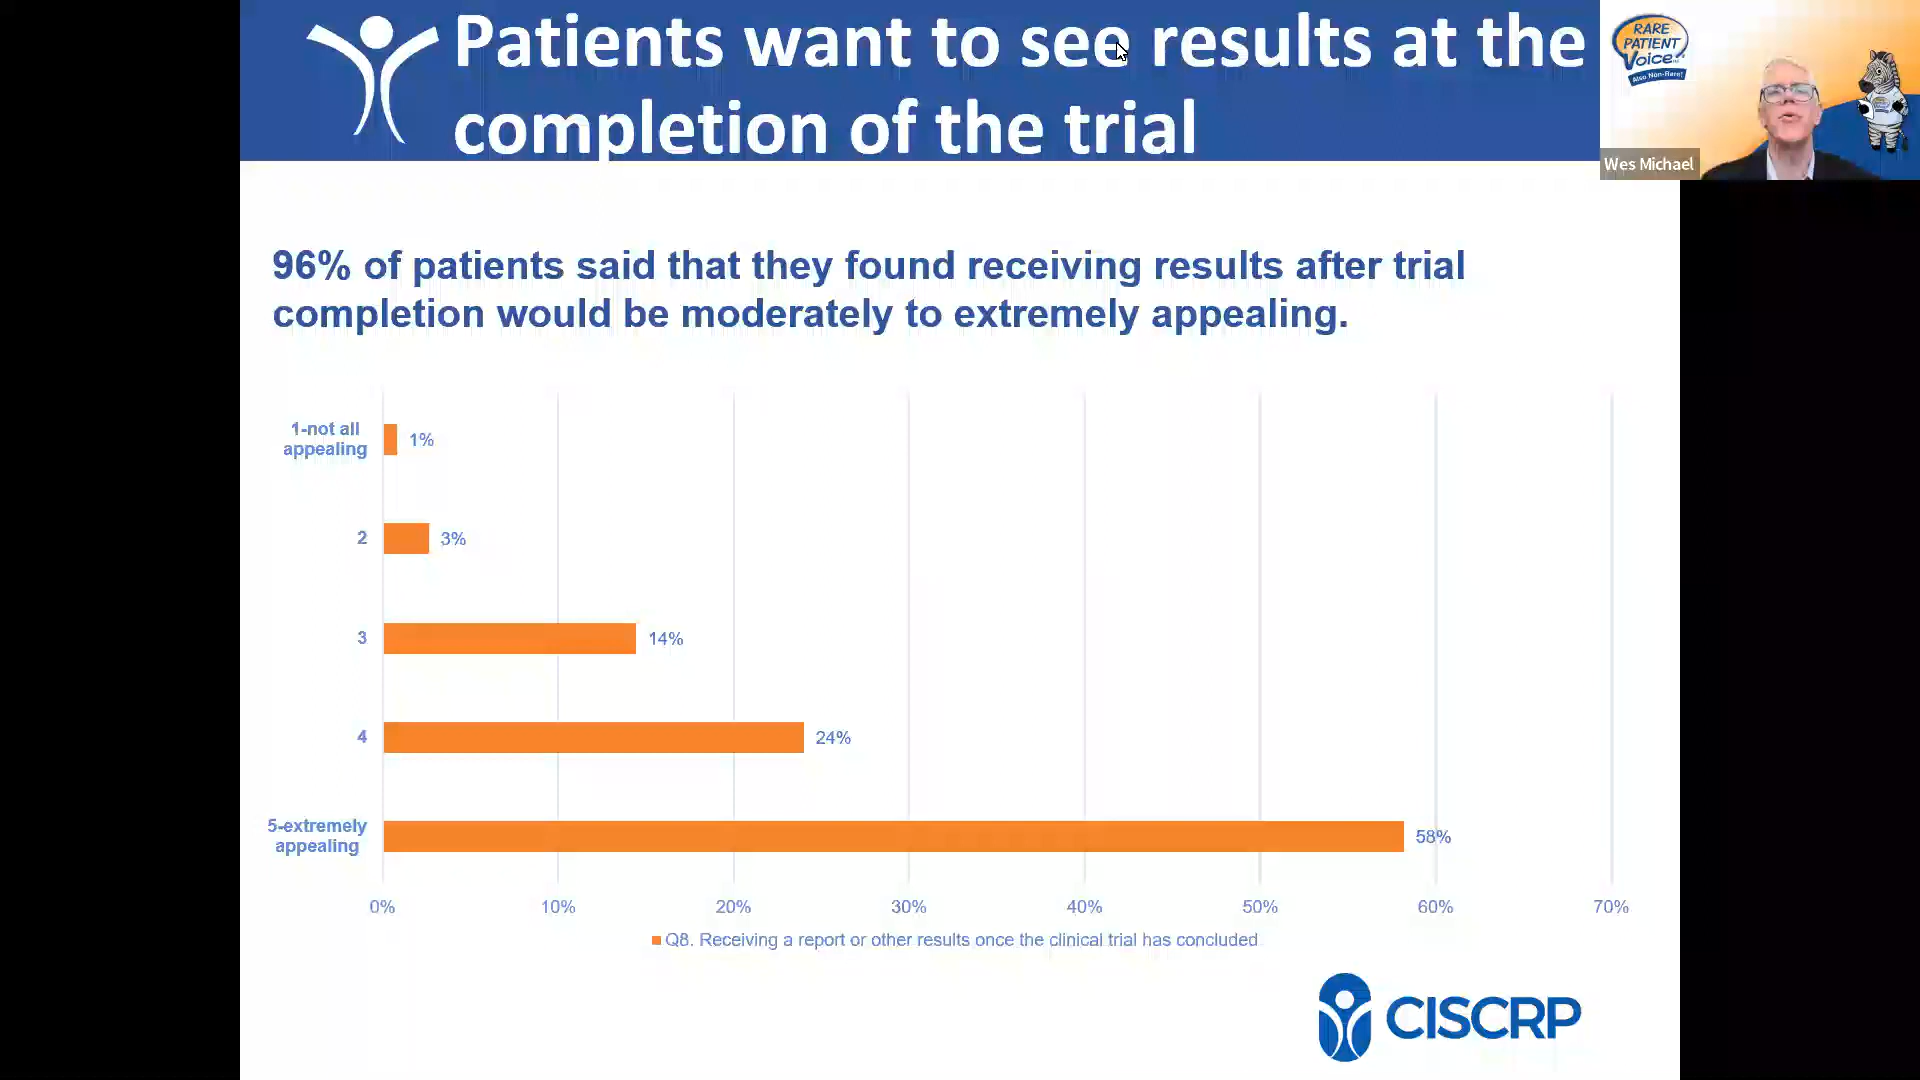 Patients want to see results at the
completion of the trial
RARE
PATIENT
Voice
Also Non-Rare!
Wes Michael
96% of patients said that they found receiving results after trial
completion would be moderately to extremely appealing.
1-not all
appealing
1%
2
3%
3
14%
4
24%
5-extremely
appealing
58%
0% 10% 20% 30% 40% 50% 60% 70%
Q8. Receiving a report or other results once the clinical trial has concluded
CISCRP